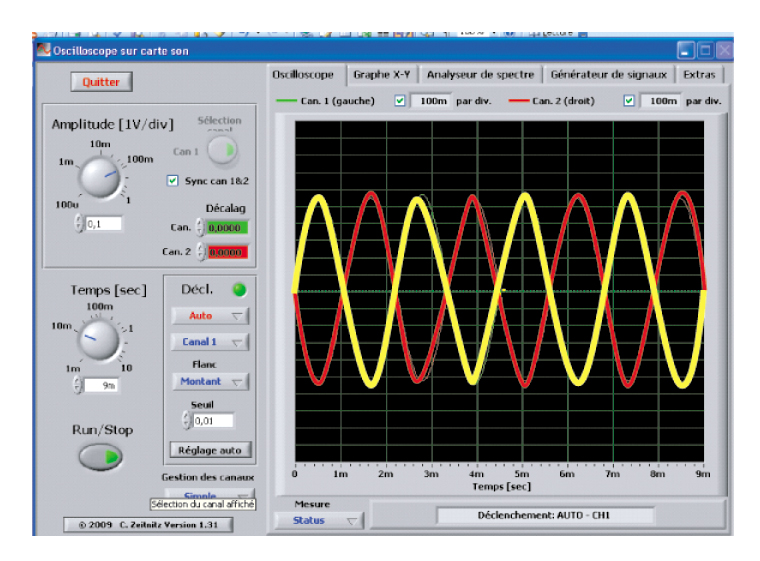 100%
Lecture
Oscilloscope sur carte son
Quitter
Oscilloscope
Graphe X-Y
Analyseur de spectre
Générateur de signaux
Extras
Can. 1 (gauche) 100m par div. Can. 2 (droit) 100m par div.
Amplitude [1V/div]
10m
1m
100m
100u
1
0,1
Sélection
canal
Can 1
Sync can 1&2
Décalag
Can. 0,0000
Can. 2 0,0000
Temps [sec]
100m
10m
1
1m
10
9m
Run/Stop
Décl.
Auto
Canal 1
Flanc
Montant
Seuil
0,01
Réglage auto
Gestion des canaux
Simple
Sélection du canal affiché
© 2009 C. Zeitnitz Version 1.31
0 1m 2m 3m 4m 5m 6m 7m 8m 9m
Temps [sec]
Mesure
Status
Déclenchement: AUTO - CH1